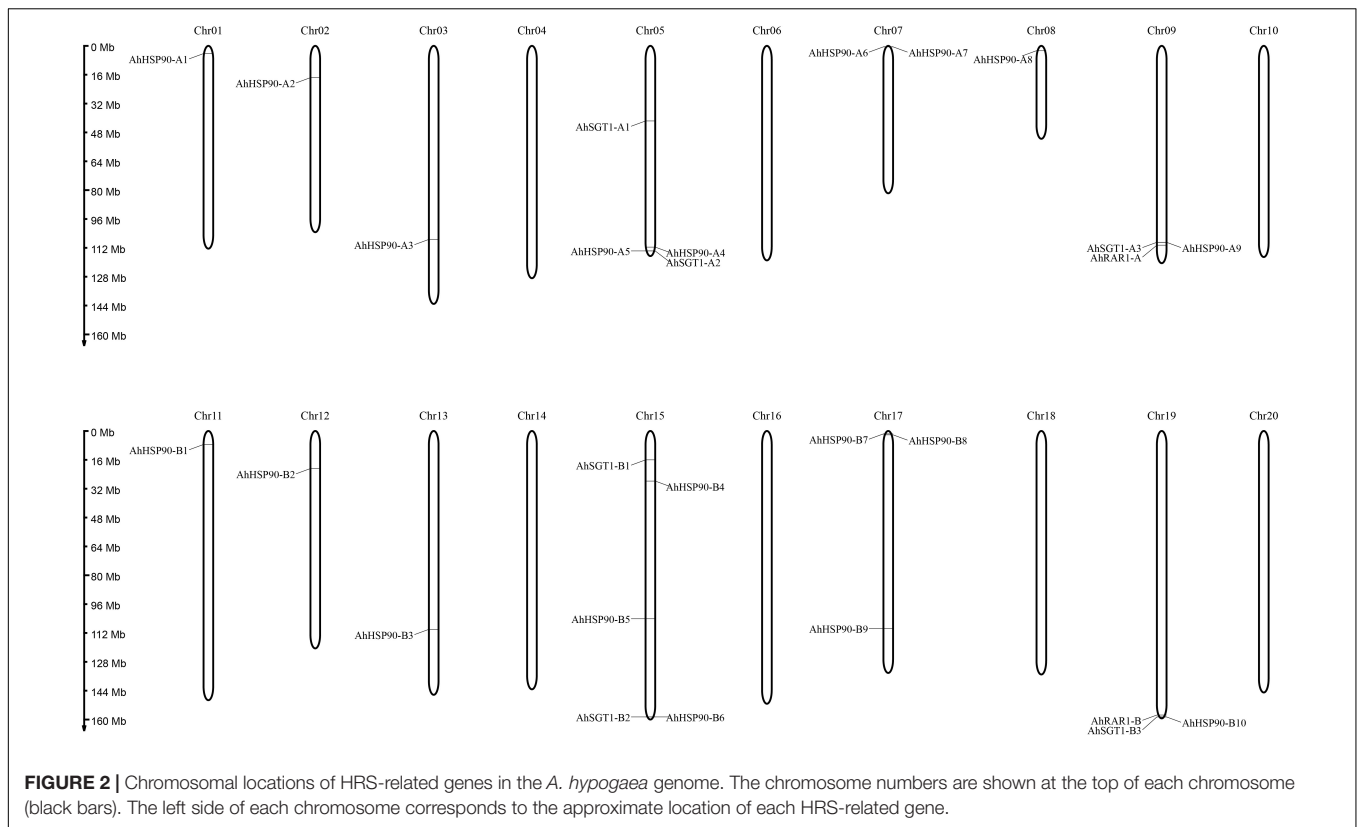 Chr01 Chr02 Chr03 Chr04 Chr05 Chr06 Chr07 Chr08 Chr09 Chr10
0 Mb
16 Mb
32 Mb
48 Mb
64 Mb
80 Mb
96 Mb
112 Mb
128 Mb
144 Mb
160 Mb
AhHSP90-A1
AhHSP90-A2
AhHSP90-A3
AhSGT1-A1
AhHSP90-A5
AhHSP90-A4
AhSGT1-A2
AhHSP90-A6
AhHSP90-A7
AhHSP90-A8
AhSGT1-A3
AhRAR1-A
AhHSP90-A9
Chr11 Chr12 Chr13 Chr14 Chr15 Chr16 Chr17 Chr18 Chr19 Chr20
0 Mb
16 Mb
32 Mb
48 Mb
64 Mb
80 Mb
96 Mb
112 Mb
128 Mb
144 Mb
160 Mb
AhHSP90-B1
AhHSP90-B2
AhHSP90-B3
AhSGT1-B1
AhHSP90-B4
AhHSP90-B5
AhSGT1-B2
AhHSP90-B6
AhHSP90-B7
AhHSP90-B8
AhHSP90-B9
AhRAR1-B
AhSGT1-B3
AhHSP90-B10
FIGURE 2 | Chromosomal locations of HRS-related genes in the A. hypogaea genome. The chromosome numbers are shown at the top of each chromosome
(black bars). The left side of each chromosome corresponds to the approximate location of each HRS-related gene.